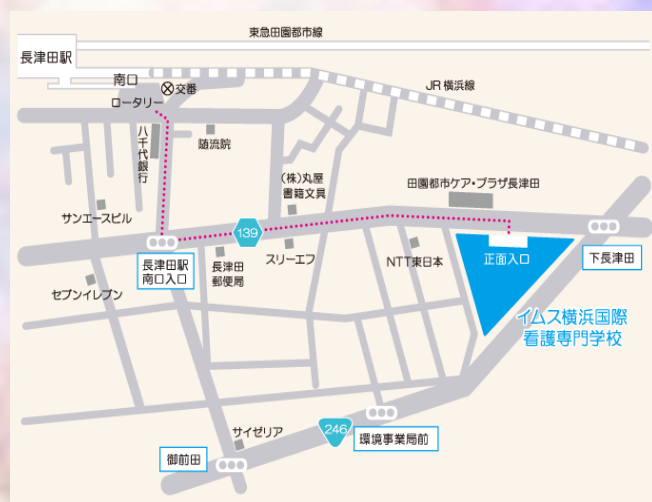 東急田園都市線
長津田駅
南口
交番
ロータリー
JR横浜線
八千代銀行
随流院
(株)丸屋
書籍文具
田園都市ケア・プラザ長津田
サンエースビル
139
長津田駅
南口入口
長津田
郵便局
スリーエフ
NTT東日本
正面入口
下長津田
セブンイレブン
イムス横浜国際
看護専門学校
サイゼリア
246
環境事業局前
御前田